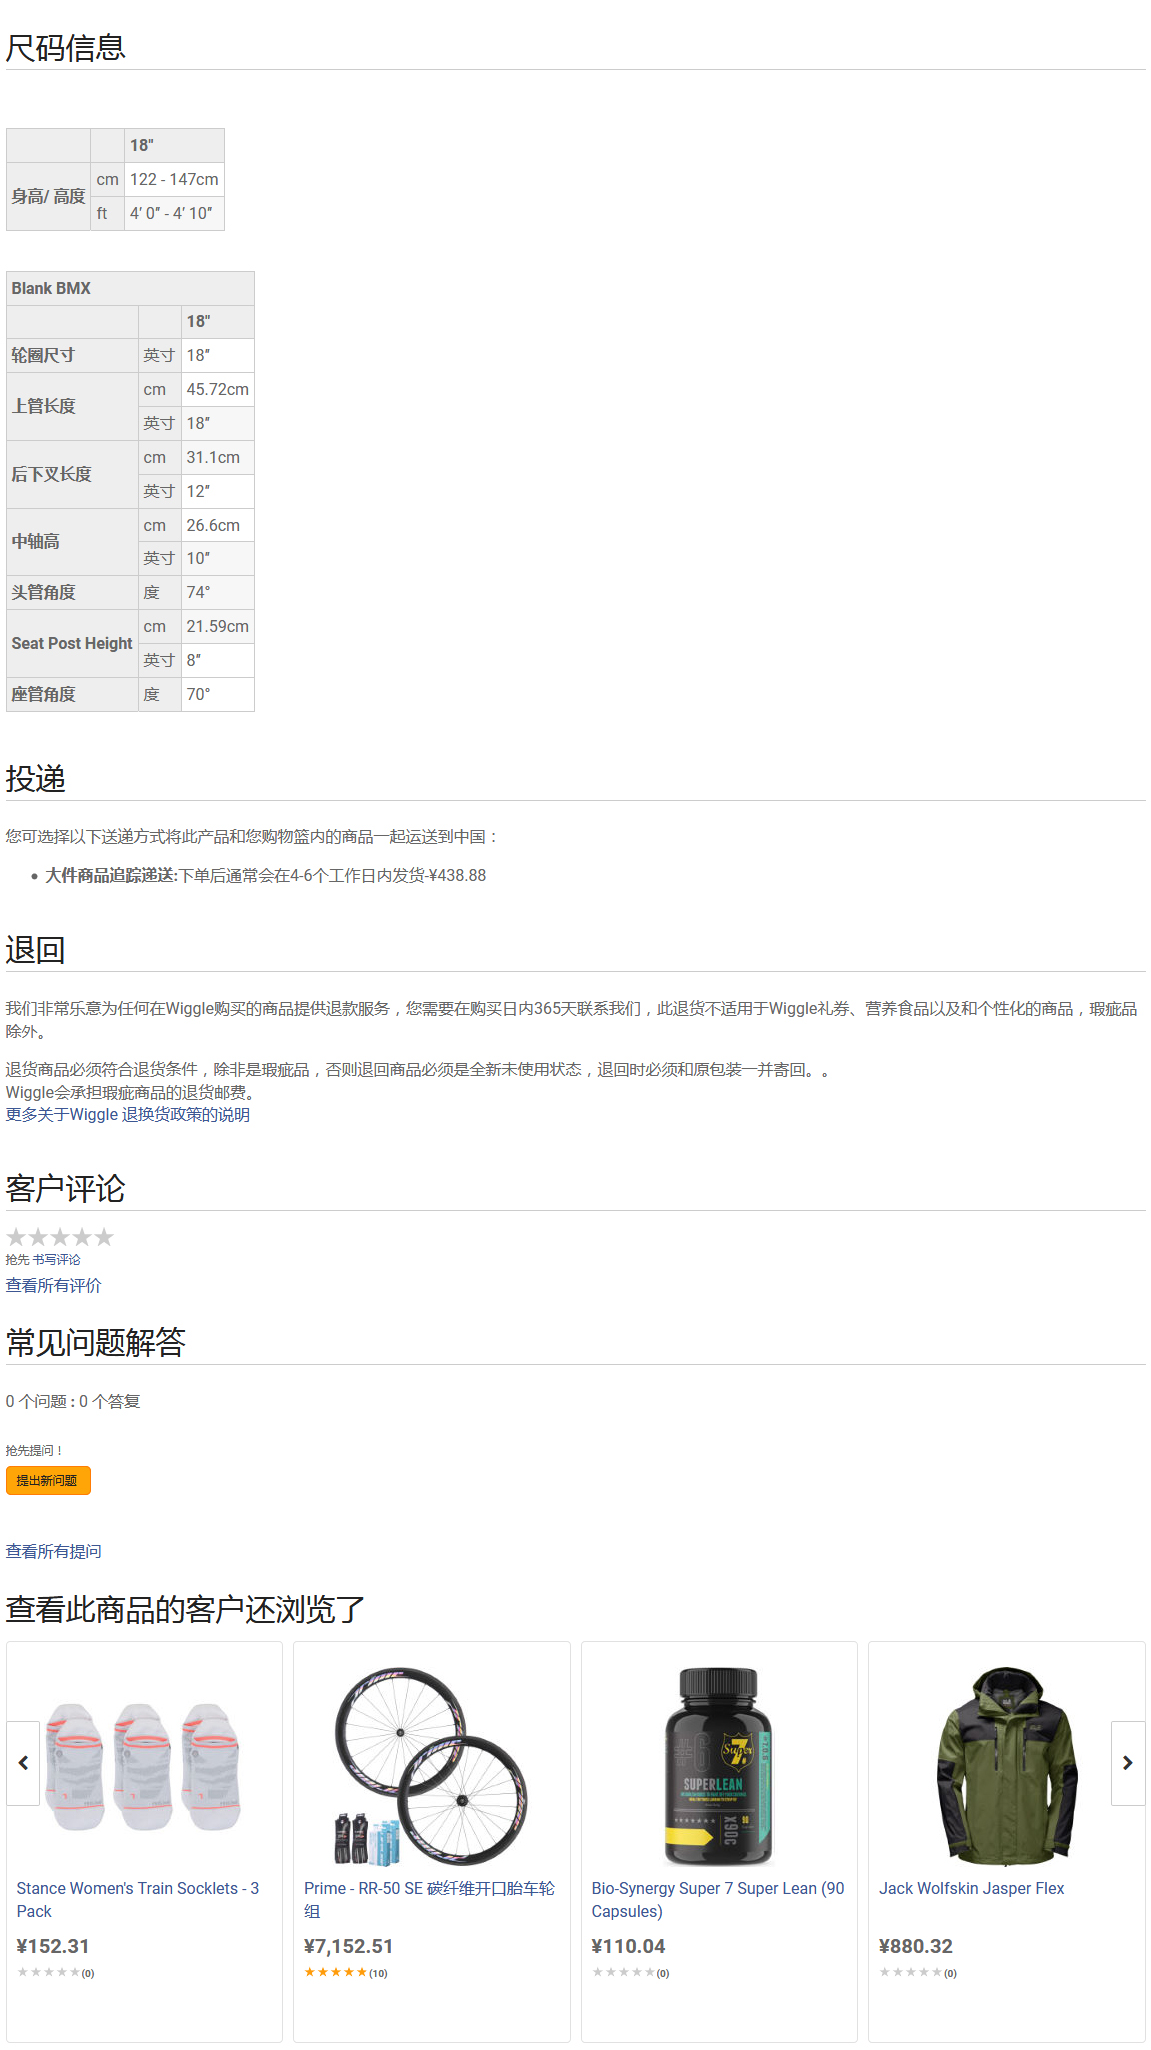 尺码信息
18"
身高/ 高度 cm 122 - 147cm
ft 4′ 0″ - 4′ 10″
Blank BMX
18"
轮圈尺寸 英寸 18″
上管长度 cm 45.72cm
英寸 18″
后下叉长度 cm 31.1cm
英寸 12″
中轴高 cm 26.6cm
英寸 10″
头管角度 度 74°
Seat Post Height cm 21.59cm
英寸 8″
座管角度 度 70°
投递
您可选择以下送递方式将此产品和您购物篮内的商品一起运送到中国：
• 大件商品追踪递送:下单后通常会在4-6个工作日内发货-¥438.88
退回
我们非常乐意为任何在Wiggle购买的商品提供退款服务，您需要在购买日内365天联系我们，此退货不适用于Wiggle礼券、营养食品以及和个性化的商品，瑕疵品
除外。
退货商品必须符合退货条件，除非是瑕疵品，否则退回商品必须是全新未使用状态，退回时必须和原包装一并寄回。。
Wiggle会承担瑕疵商品的退货邮费。
更多关于Wiggle 退换货政策的说明
客户评论
抢先 书写评论
查看所有评价
常见问题解答
0 个问题 : 0 个答复
抢先提问！
提出新问题
查看所有提问
查看此商品的客户还浏览了
#6
Super 7
SUPERLEAN
90X
90
Stance Women's Train Socklets - 3
Pack
¥152.31
(0)
Prime - RR-50 SE 碳纤维开口胎车轮
组
¥7,152.51
(10)
Bio-Synergy Super 7 Super Lean (90
Capsules)
¥110.04
(0)
Jack Wolfskin Jasper Flex
¥880.32
(0)